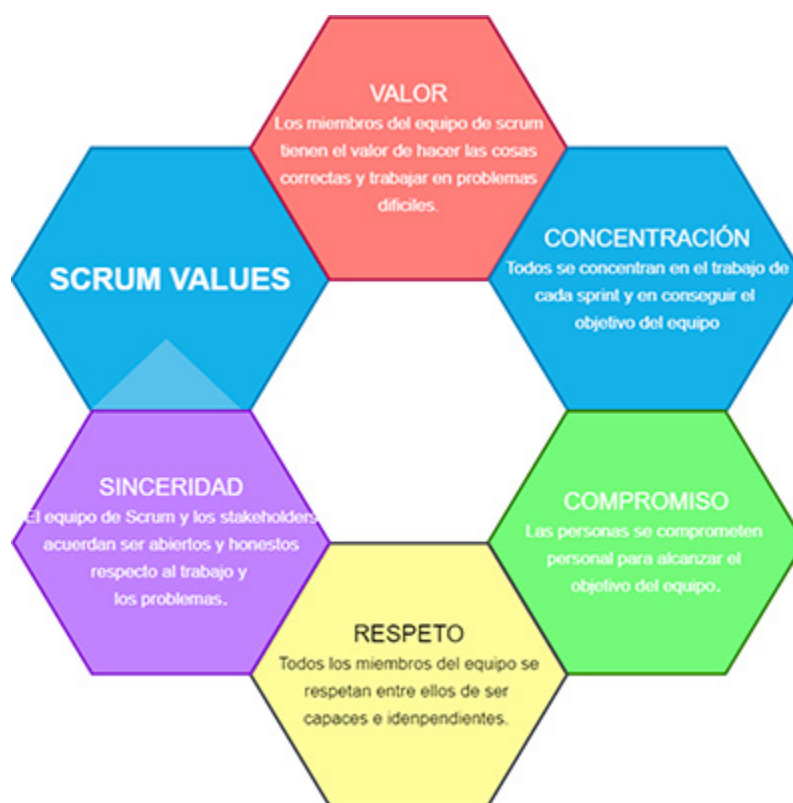 SCRUM VALUES
VALOR
Los miembros del equipo de scrum
tienen el valor de hacer las cosas
correctas y trabajar en problemas
dificiles.
CONCENTRACIÓN
Todos se concentran en el trabajo de
cada sprint y en conseguir el
objetivo del equipo
COMPROMISO
Las personas se comprometen
personal para alcanzar el
objetivo del equipo.
RESPETO
Todos los miembros del equipo se
respetan entre ellos de ser
capaces e idenpendientes.
SINCERIDAD
El equipo de Scrum y los stakeholders
acuerdan ser abiertos y honestos
respecto al trabajo y
los problemas.